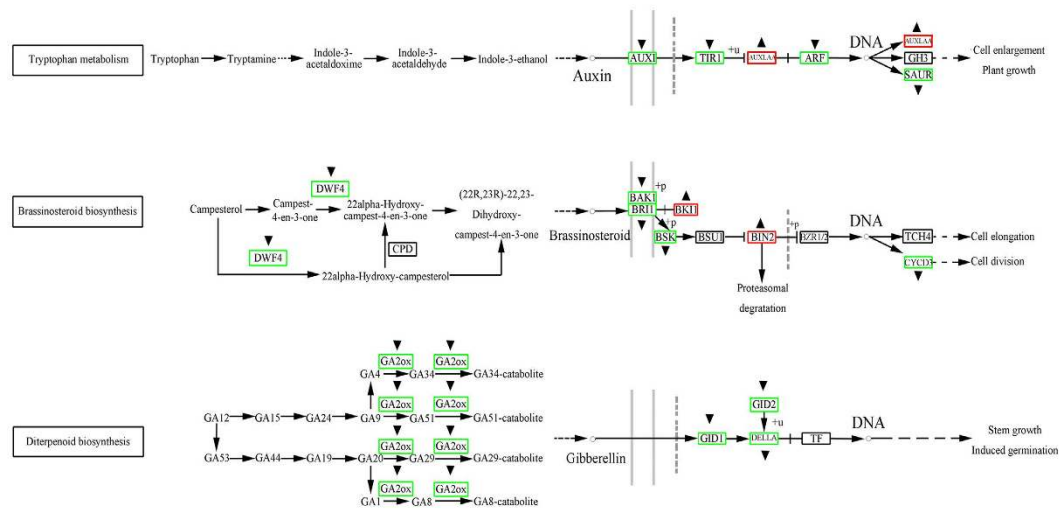 Tryptophan metabolism
Tryptophan
Tryptamine
Indole-3-
acetaldoxime
Indole-3-
acetaldehyde
Indole-3-ethanol
Auxin
AUX1
TIR1
+u
AUX/IAA
ARF
DNA
AUX/IAA
GH3
SAUR
Cell enlargement
Plant growth
Brassinosteroid biosynthesis
Campesterol
Campest-
4-en-3-one
DWF4
22alpha-Hydroxy-
campest-4-en-3-one
(22R,23R)-22,23-
Dihydroxy-
campest-4-en-3-one
DWF4
CPD
22alpha-Hydroxy-campesterol
Brassinosteroid
BAK1
BRI1
+p
BKI1
+p
BSK
BSU1
BIN2
+p
BZR1/2
DNA
TCH4
CYCD3
Cell elongation
Cell division
Proteasomal
degratation
Diterpenoid biosynthesis
GA2ox
GA2ox
GA4
GA34
GA34-catabolite
GA2ox
GA2ox
GA12
GA15
GA24
GA9
GA51
GA51-catabolite
GA2ox
GA2ox
GA53
GA44
GA19
GA20
GA29
GA29-catabolite
GA2ox
GA2ox
GA1
GA8
GA8-catabolite
Gibberellin
GID1
GID2
+u
DELLA
TF
DNA
Stem growth
Induced germination